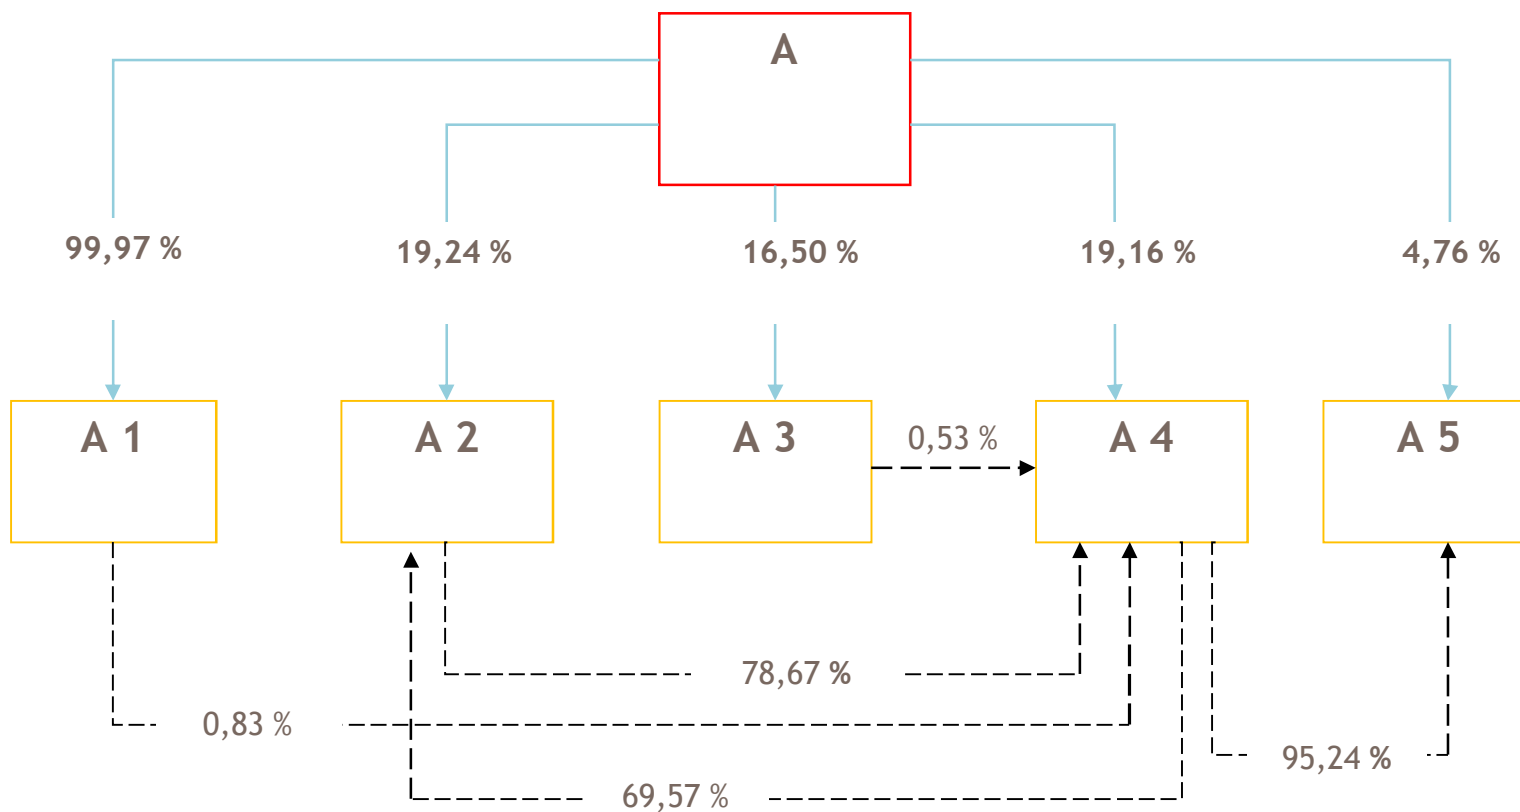 A
99,97 %
19,24 %
16,50 %
19,16 %
4,76 %
A 1
A 2
A 3
0,53 %
A 4
A 5
78,67 %
0,83 %
95,24 %
69,57 %